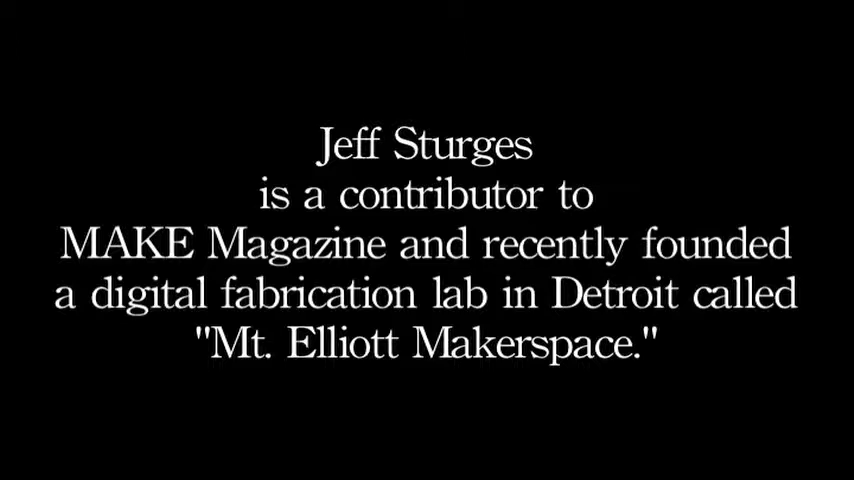 Jeff Sturges
is a contributor to
MAKE Magazine and recently founded
a digital fabrication lab in Detroit called
"Mt. Elliott Makerspace."